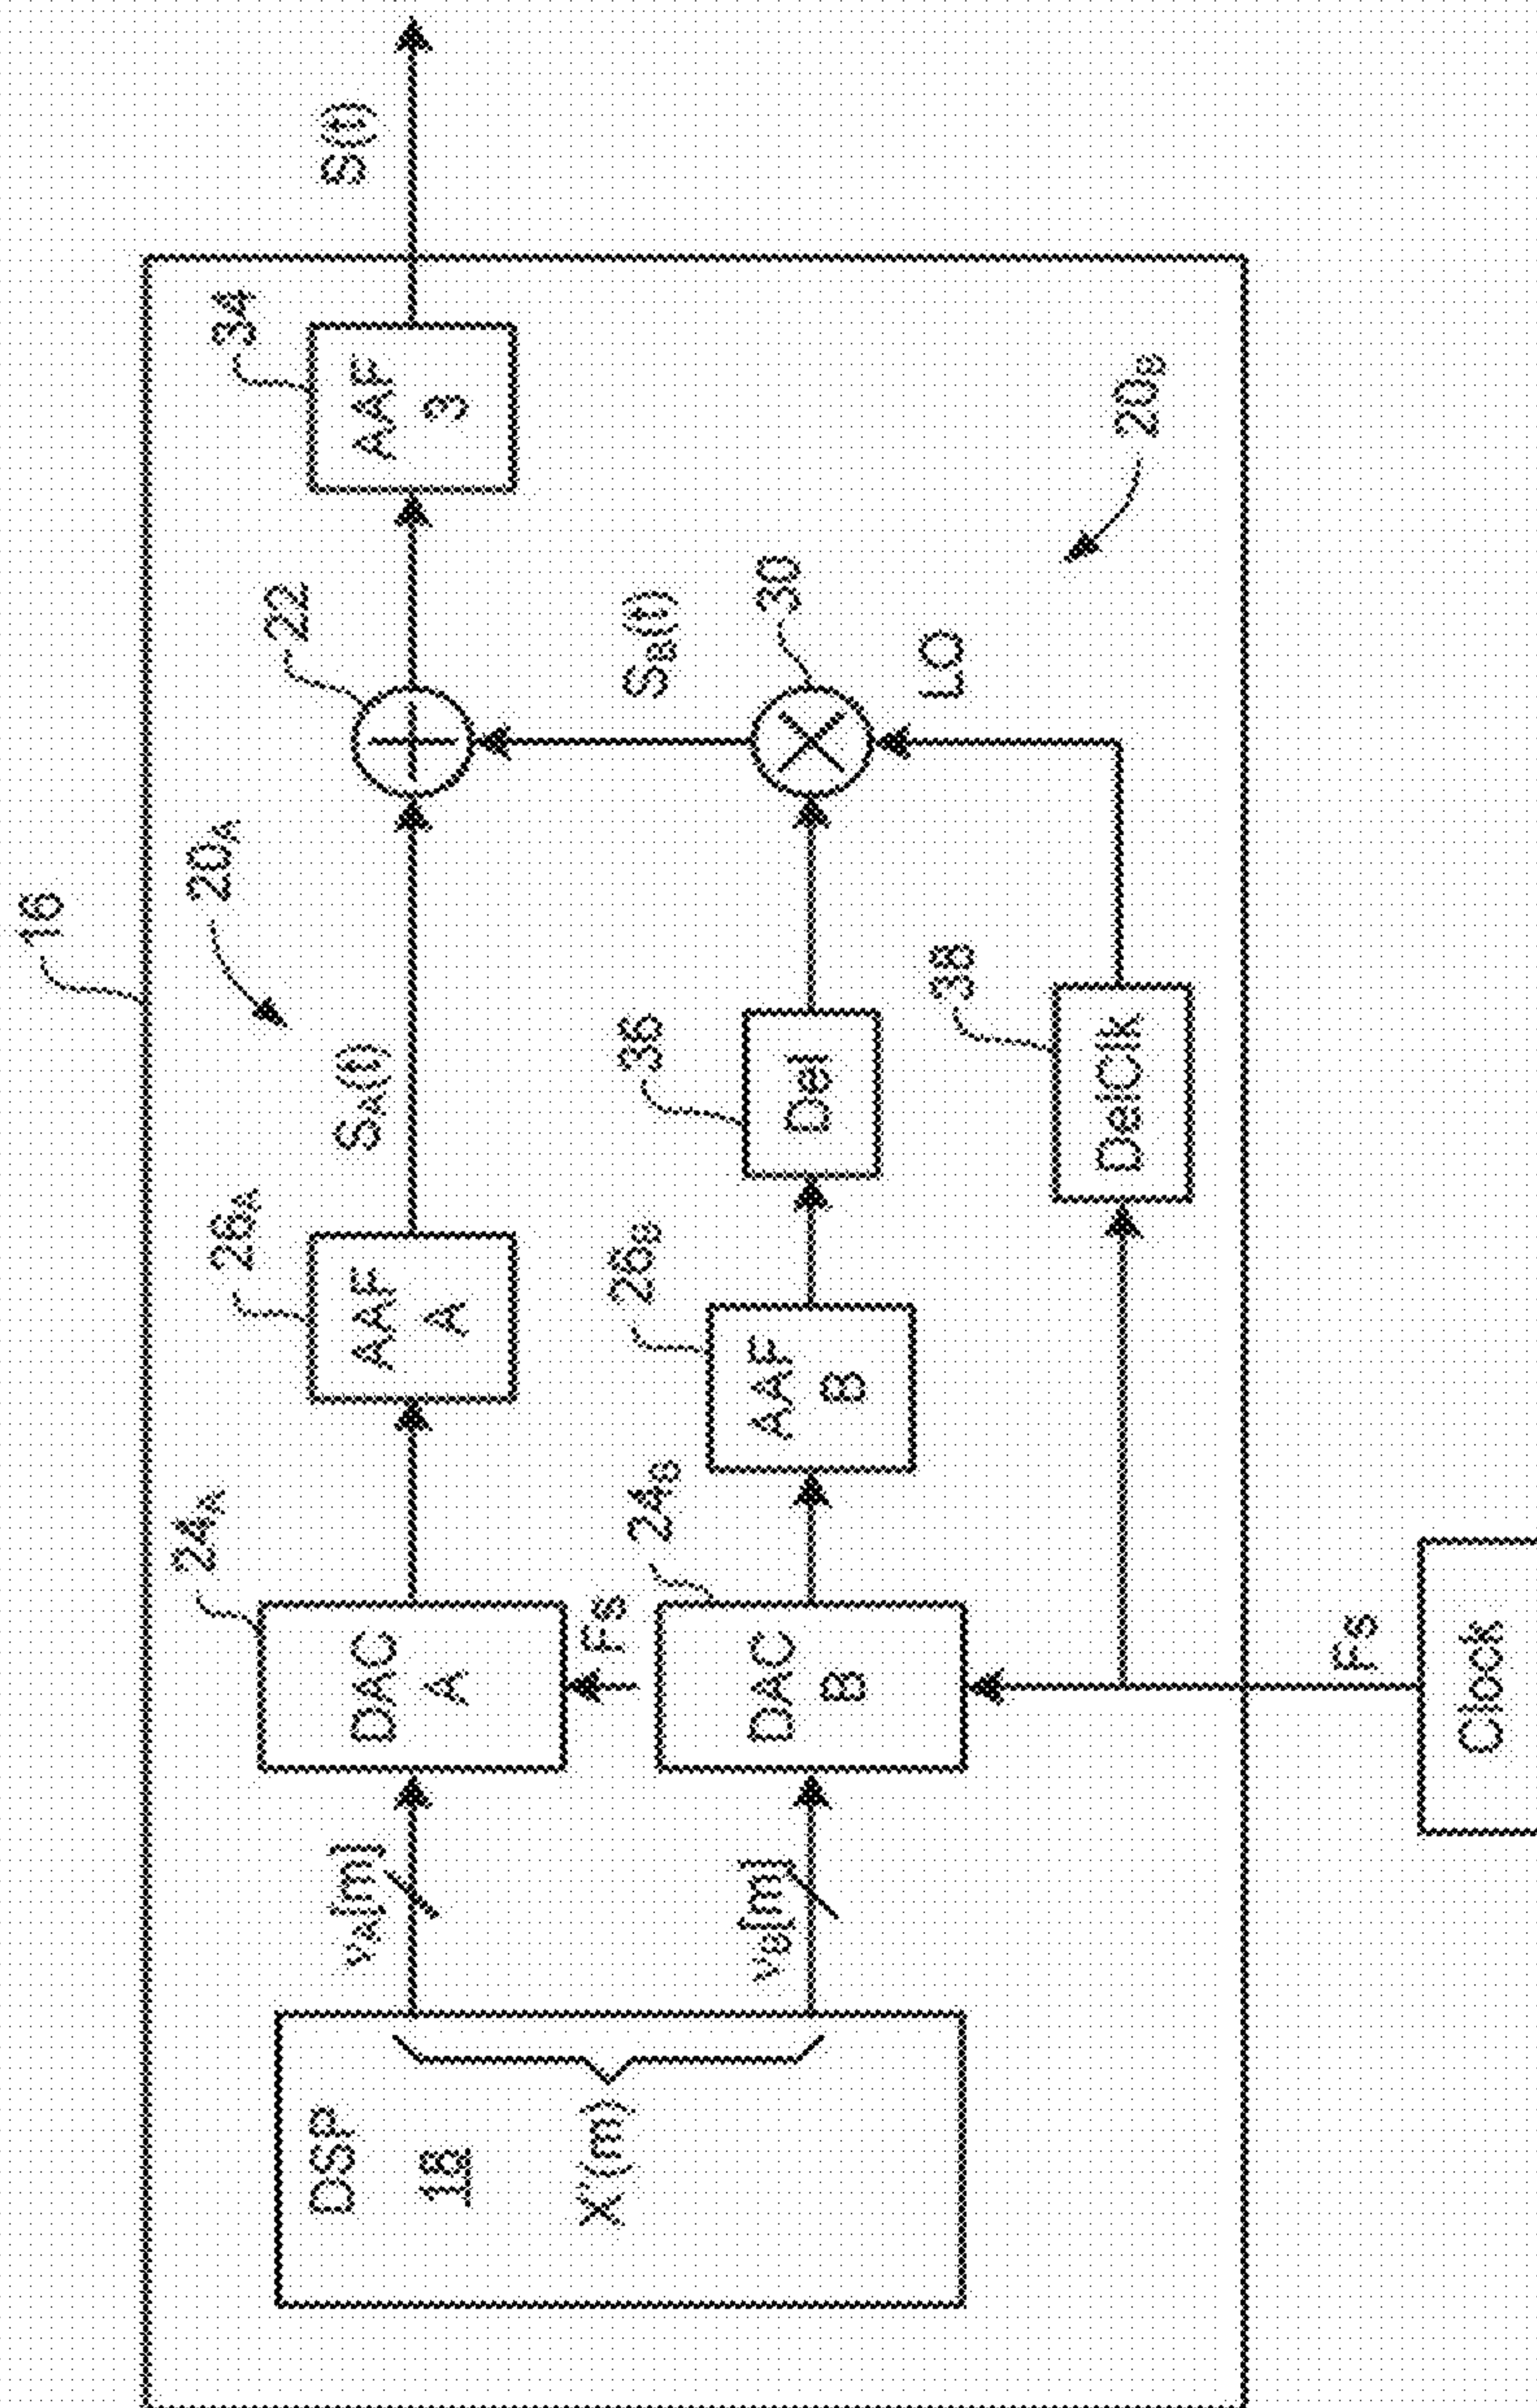 16
20A
24A
26A
22
34
DSP
18
X'(m)
vA[m]
DAC
A
AAF
A
SA(t)
AAF
3
S(t)
Fs
24B
26B
36
SB(t)
30
vB[m]
DAC
B
AAF
B
Del
38
LO
20B
DelClk
Fs
Clock